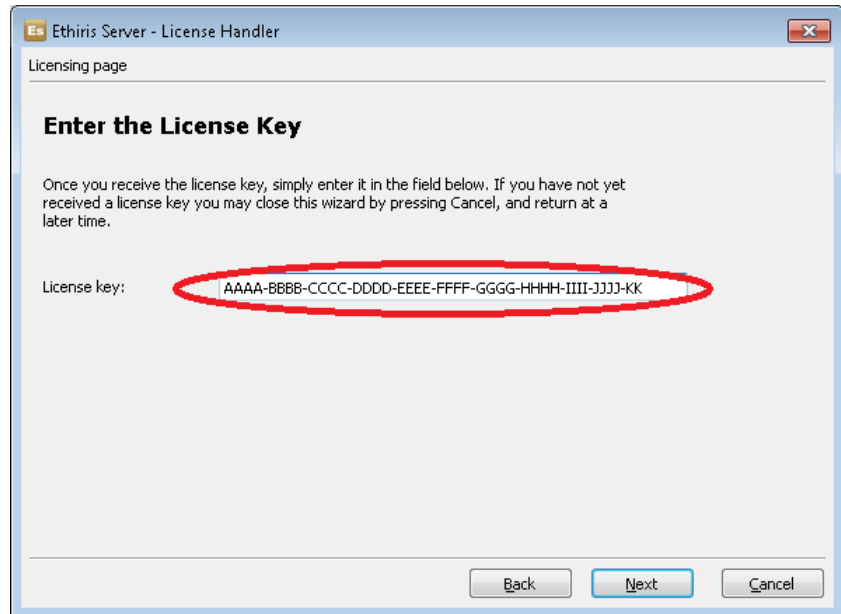 Es Ethiris Server - License Handler
Licensing page
Enter the License Key
Once you receive the license key, simply enter it in the field below. If you have not yet
received a license key you may close this wizard by pressing Cancel, and return at a
later time.
License key: AAAA-BBBB-CCCC-DDDD-EEEE-FFFF-GGGG-HHHH-IIII-JJJJ-KK
Back Next Cancel